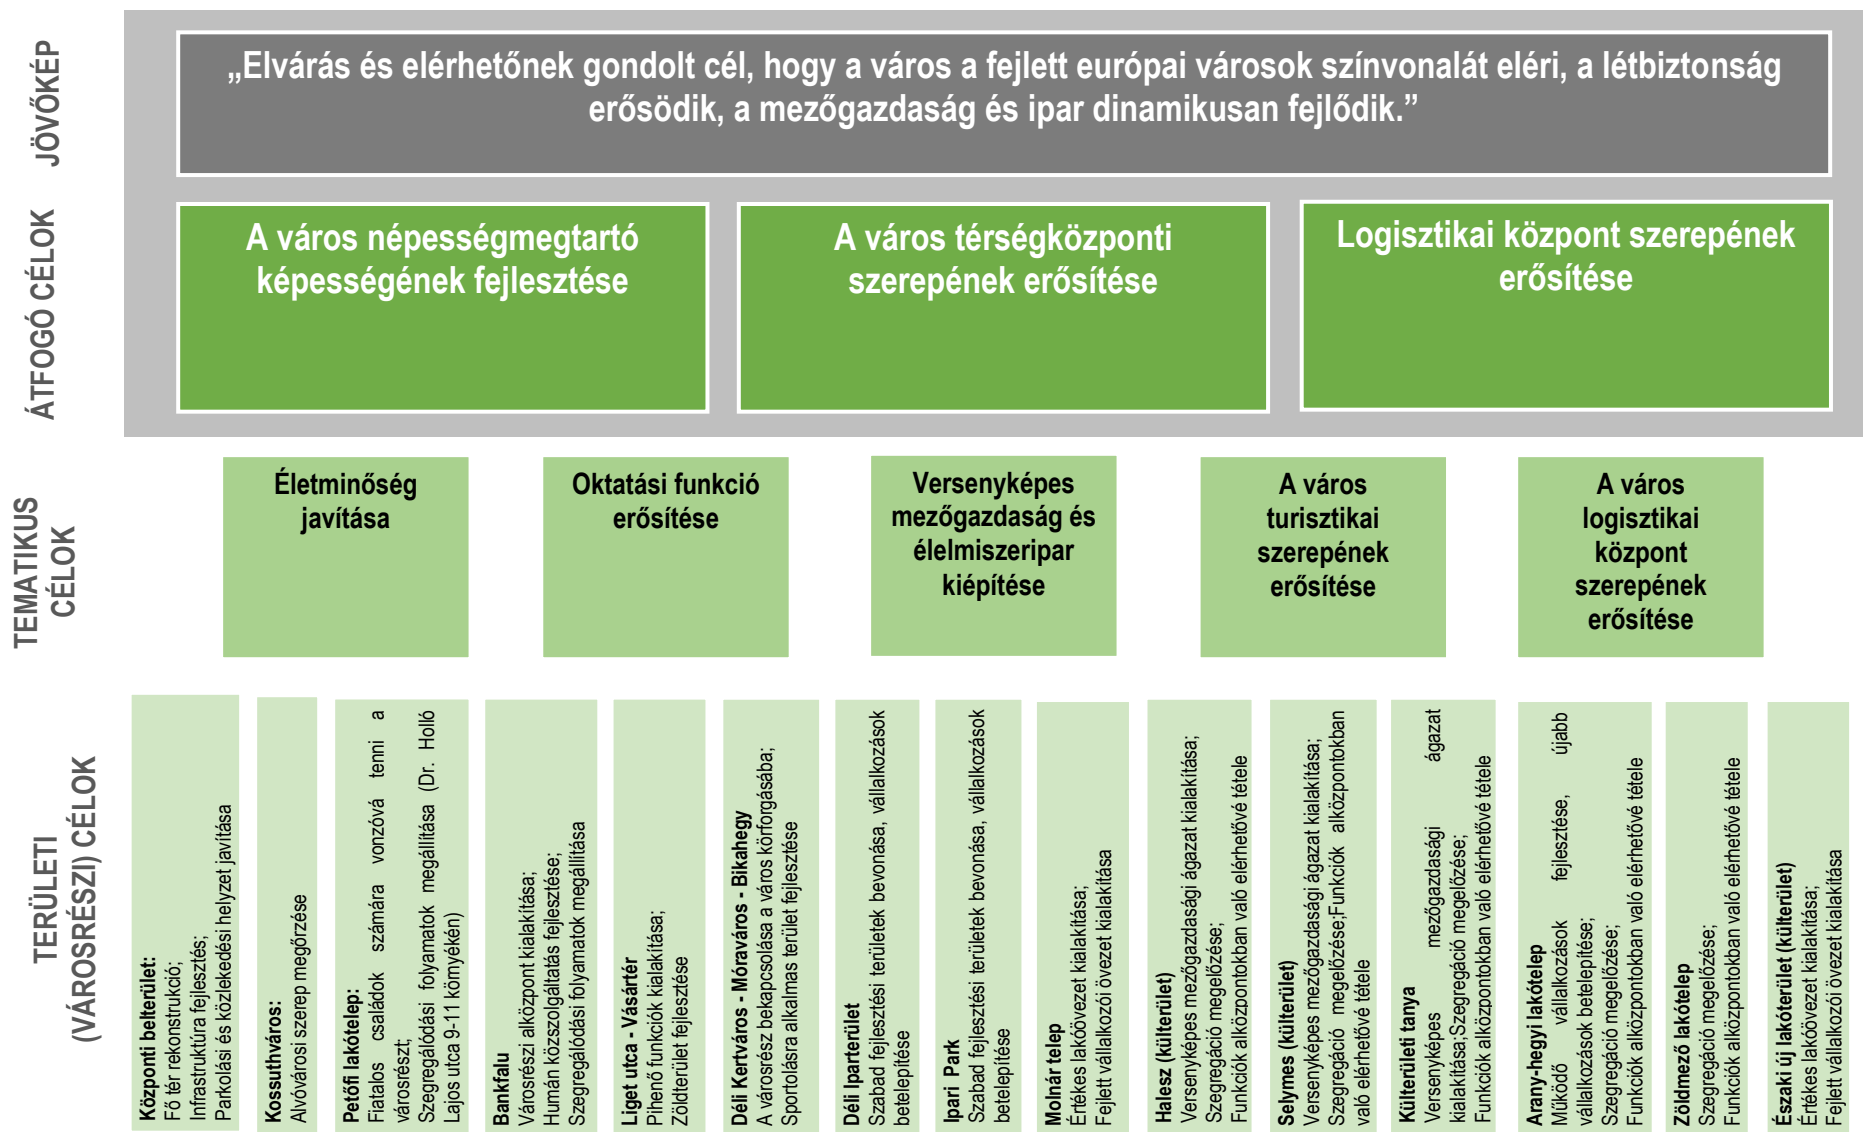 JÖVŐKÉP
„Elvárás és elérhetőnek gondolt cél, hogy a város a fejlett európai városok színvonalát eléri, a létbiztonság
erősödik, a mezőgazdaság és ipar dinamikusan fejlődik.”
ÁTFOGÓ CÉLOK
A város népességmegtartó
képességének fejlesztése
A város térségközponti
szerepének erősítése
Logisztikai központ szerepének
erősítése
TEMATIKUS
CÉLOK
Életminőség
javítása
Oktatási funkció
erősítése
Versenyképes
mezőgazdaság és
élelmiszeripar
kiépítése
A város
turisztikai
szerepének
erősítése
A város
logisztikai
központ
szerepének
erősítése
TERÜLETI
(VÁROSRÉSZI) CÉLOK
Központi belterület:
Fő tér rekonstrukció;
Infrastruktúra fejlesztés;
Parkolási és közlekedési helyzet javítása
Kossuthváros:
Alvóvárosi szerep megőrzése
Petőfi lakótelep:
Fiatalos családok számára vonzóvá tenni a
városrészt;
Szegregálódási folyamatok megállítása (Dr. Holló
Lajos utca 9-11 környékén)
Bankfalu
Városrészi alközpont kialakítása;
Humán közszolgáltatás fejlesztése;
Szegregálódási folyamatok megállítása
Liget utca - Vásártér
Pihenő funkciók kialakítása;
Zöldterület fejlesztése
Déli Kertváros - Móraváros - Bikahegy
A városrész bekapcsolása a város körforgásába;
Sportolásra alkalmas terület fejlesztése
Déli Iparterület
Szabad fejlesztési területek bevonása, vállalkozások
betelepítése
Ipari Park
Szabad fejlesztési területek bevonása, vállalkozások
betelepítése
Molnár telep
Értékes lakóövezet kialakítása;
Fejlett vállalkozói övezet kialakítása
Halesz (külterület)
Versenyképes mezőgazdasági ágazat kialakítása;
Szegregáció megelőzése;
Funkciók alközpontokban való elérhetővé tétele
Selymes (külterület)
Versenyképes mezőgazdasági ágazat kialakítása;
Szegregáció megelőzése;Funkciók alközpontokban
való elérhetővé tétele
Külterületi tanya
Versenyképes mezőgazdasági ágazat
kialakítása;Szegregáció megelőzése;
Funkciók alközpontokban való elérhetővé tétele
Arany-hegyi lakótelep
Működő vállalkozások fejlesztése, újabb
vállalkozások betelepítése;
Szegregáció megelőzése;
Funkciók alközpontokban való elérhetővé tétele
Zöldmező lakótelep
Szegregáció megelőzése;
Funkciók alközpontokban való elérhetővé tétele
Északi új lakóterület (külterület)
Értékes lakóövezet kialakítása;
Fejlett vállalkozói övezet kialakítása